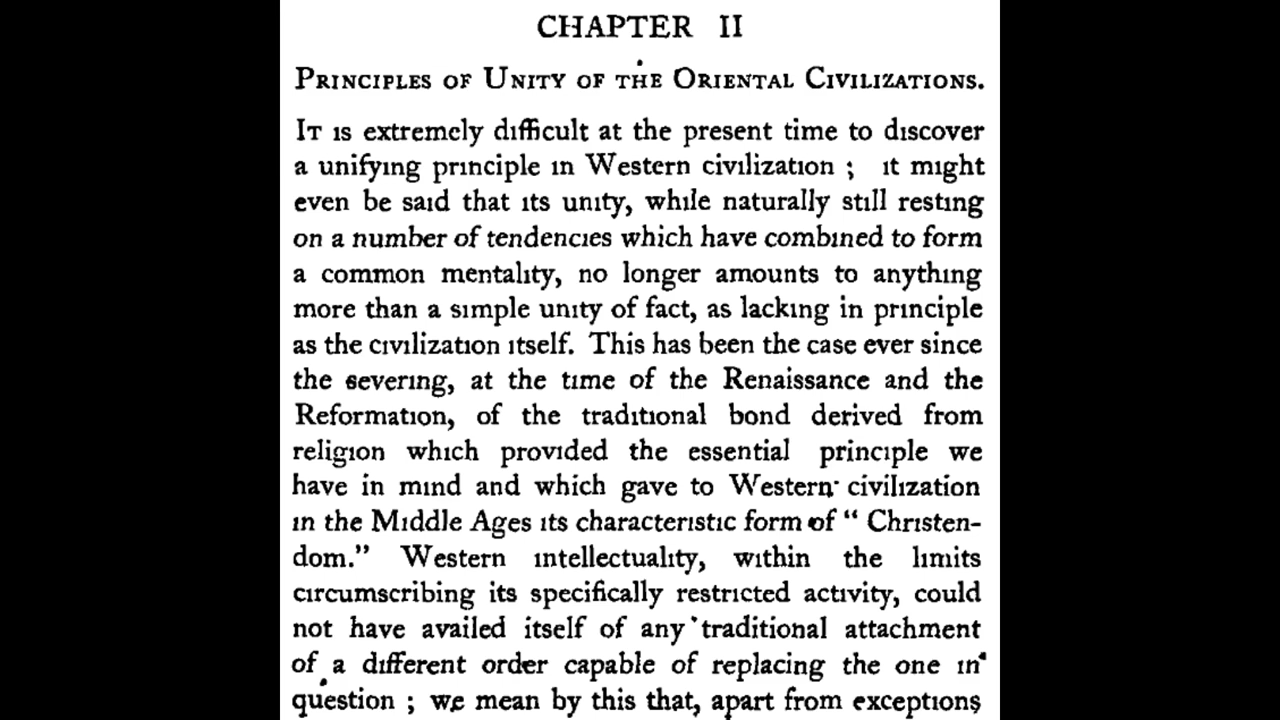 CHAPTER II
PRINCIPLES OF UNITY OF THE ORIENTAL CIVILIZATIONS.
IT IS extremely difficult at the present time to discover
a unifying principle in Western civilization ; it might
even be said that its unity, while naturally still resting
on a number of tendencies which have combined to form
a common mentality, no longer amounts to anything
more than a simple unity of fact, as lacking in principle
as the civilization itself. This has been the case ever since
the severing, at the time of the Renaissance and the
Reformation, of the traditional bond derived from
religion which provided the essential principle we
have in mind and which gave to Western civilization
in the Middle Ages its characteristic form of “ Christen-
dom.” Western intellectuality, within the limits
circumscribing its specifically restricted activity, could
not have availed itself of any traditional attachment
of a different order capable of replacing the one in
question ; we mean by this that, apart from exceptions